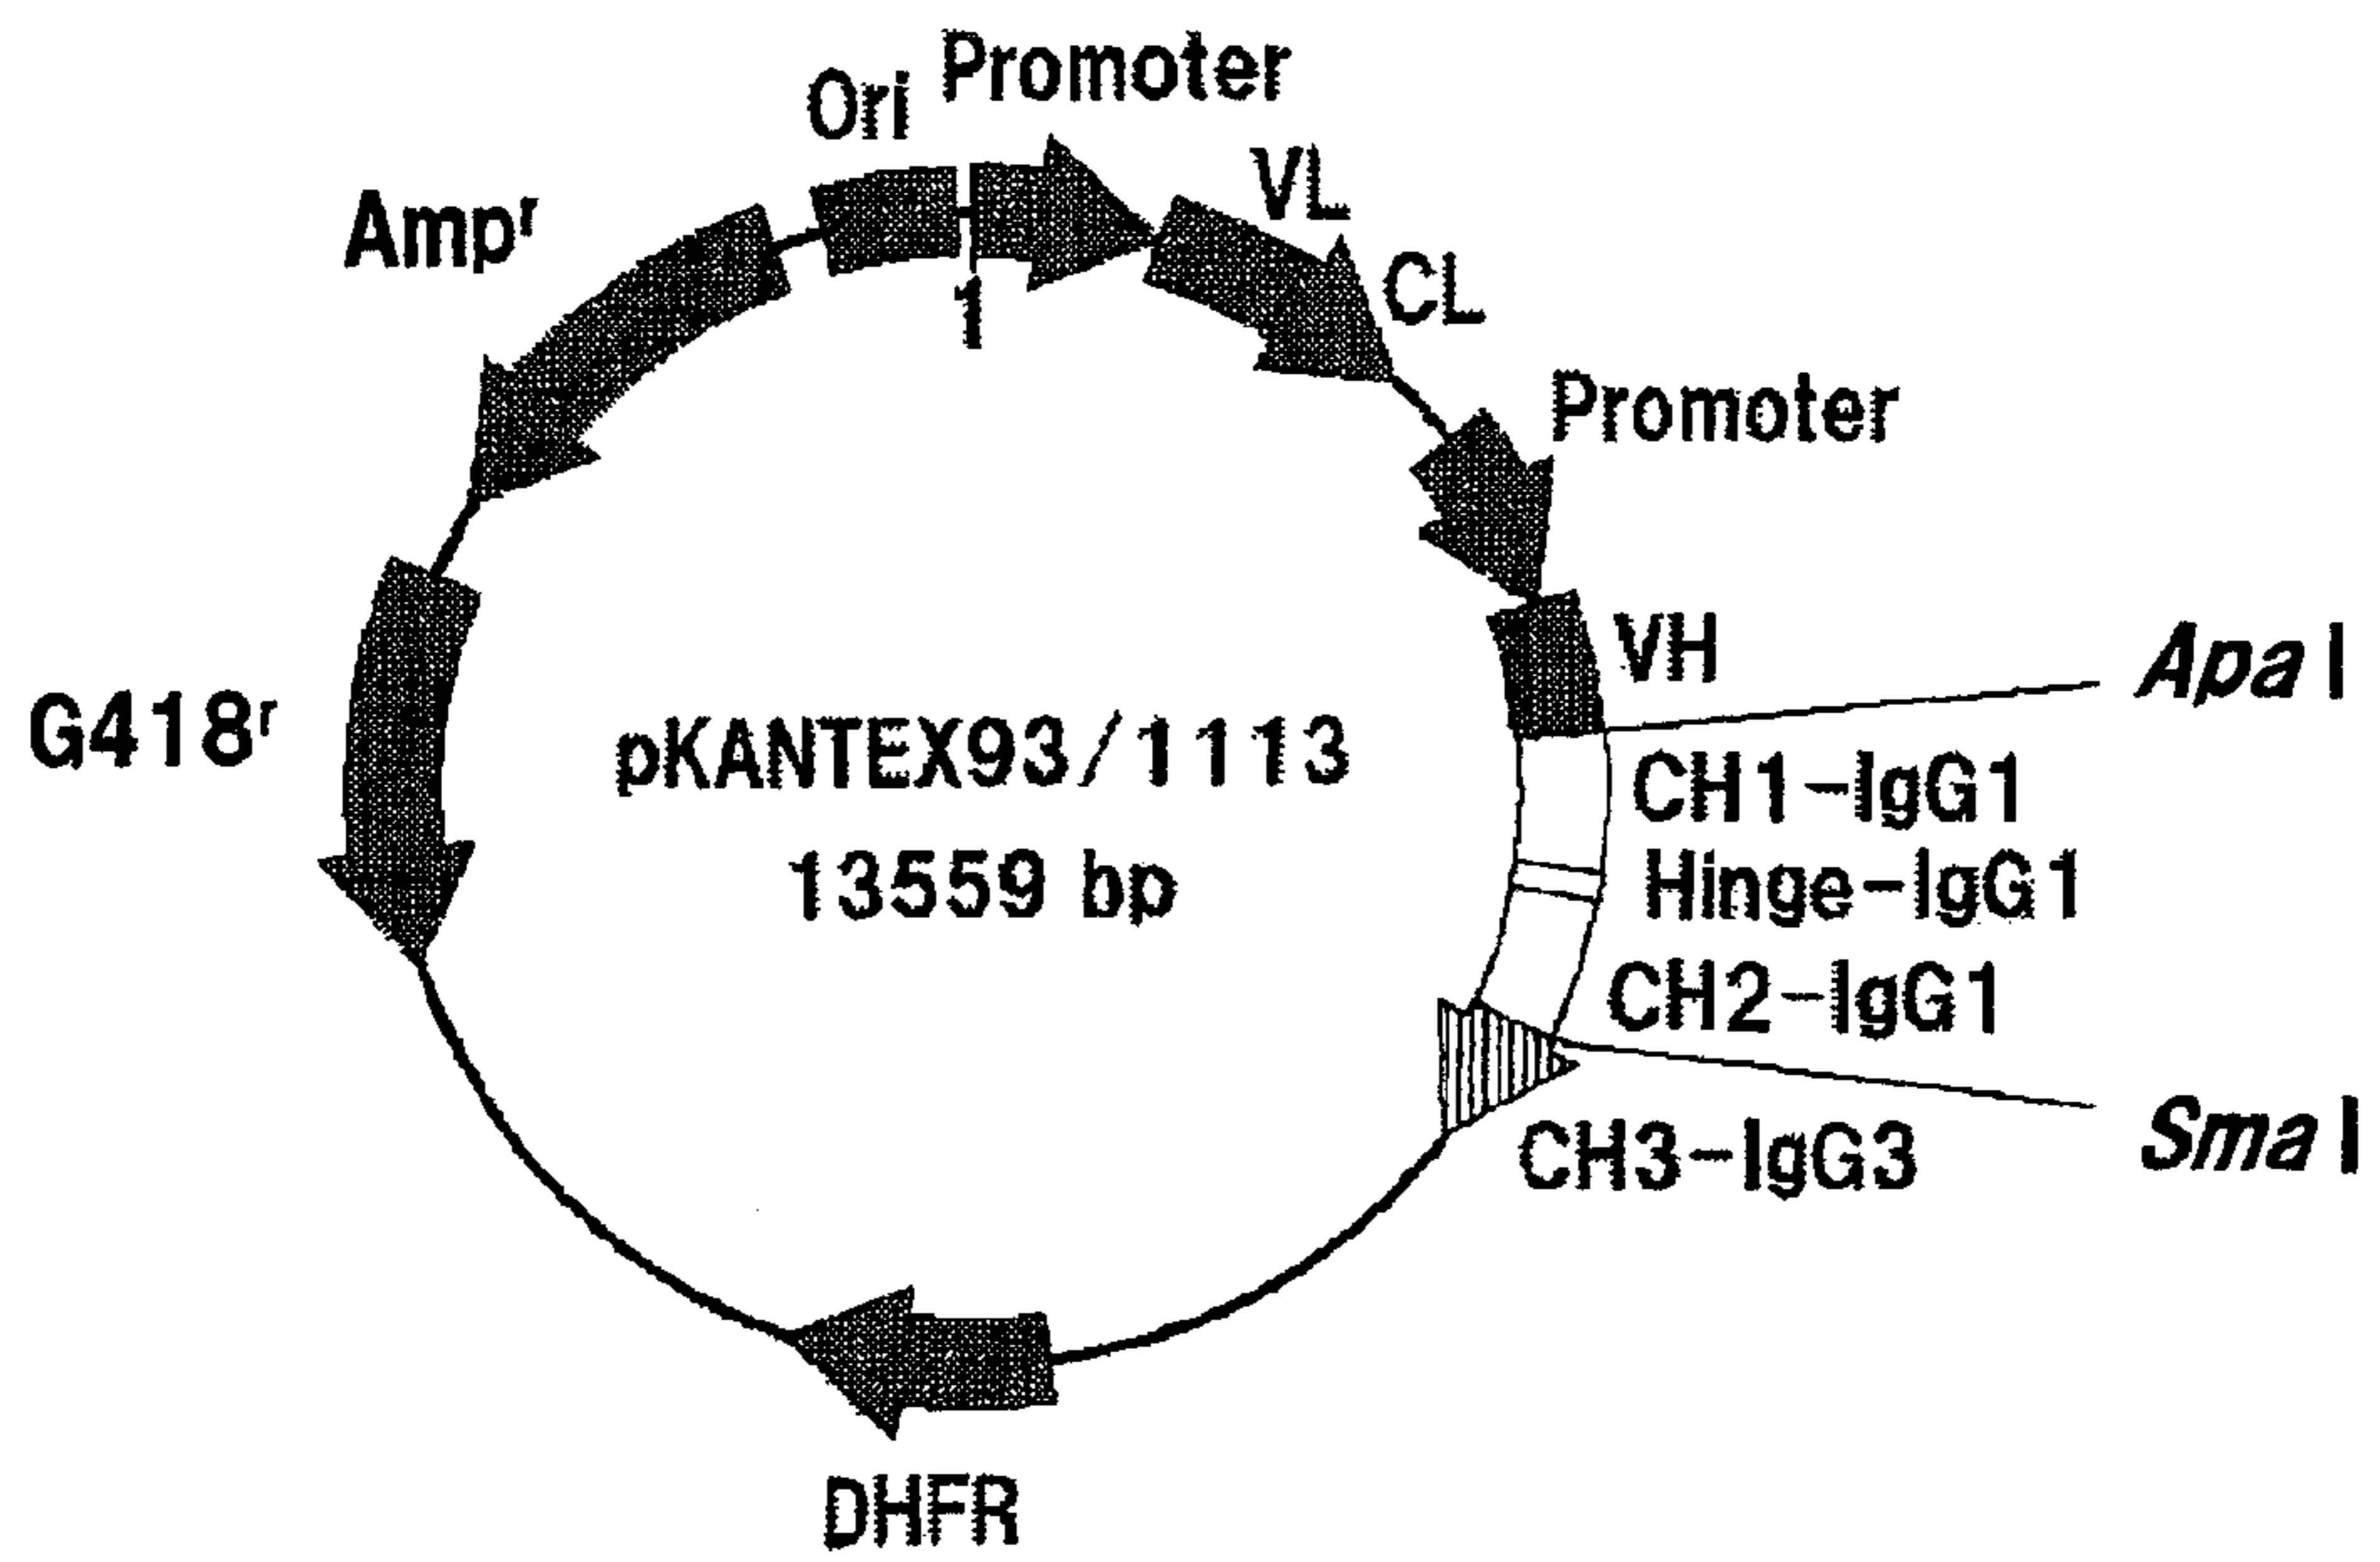 Promoter
Ori
VL
Ampʳ
CL
Promoter
1
VH
ApaI
G418ʳ
pKANTEX93/1113
13559 bp
CH1-IgG1
Hinge-IgG1
CH2-IgG1
SmaI
CH3-IgG3
DHFR